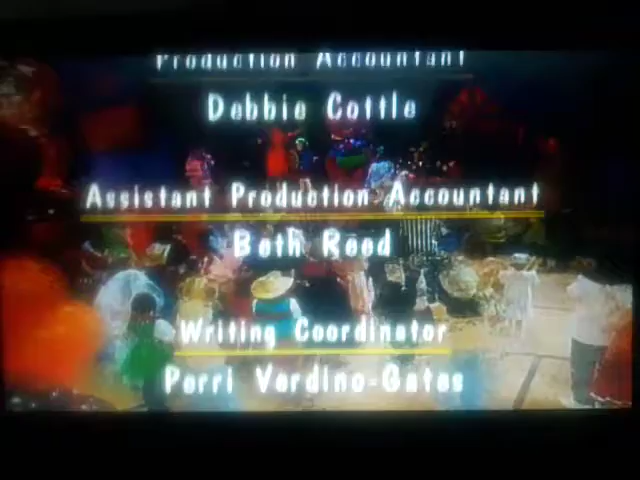 Production Accountant
Debbie Cottle
Assistant Production Accountant
Beth Reed
Writing Coordinator
Perri Verdino-Gates